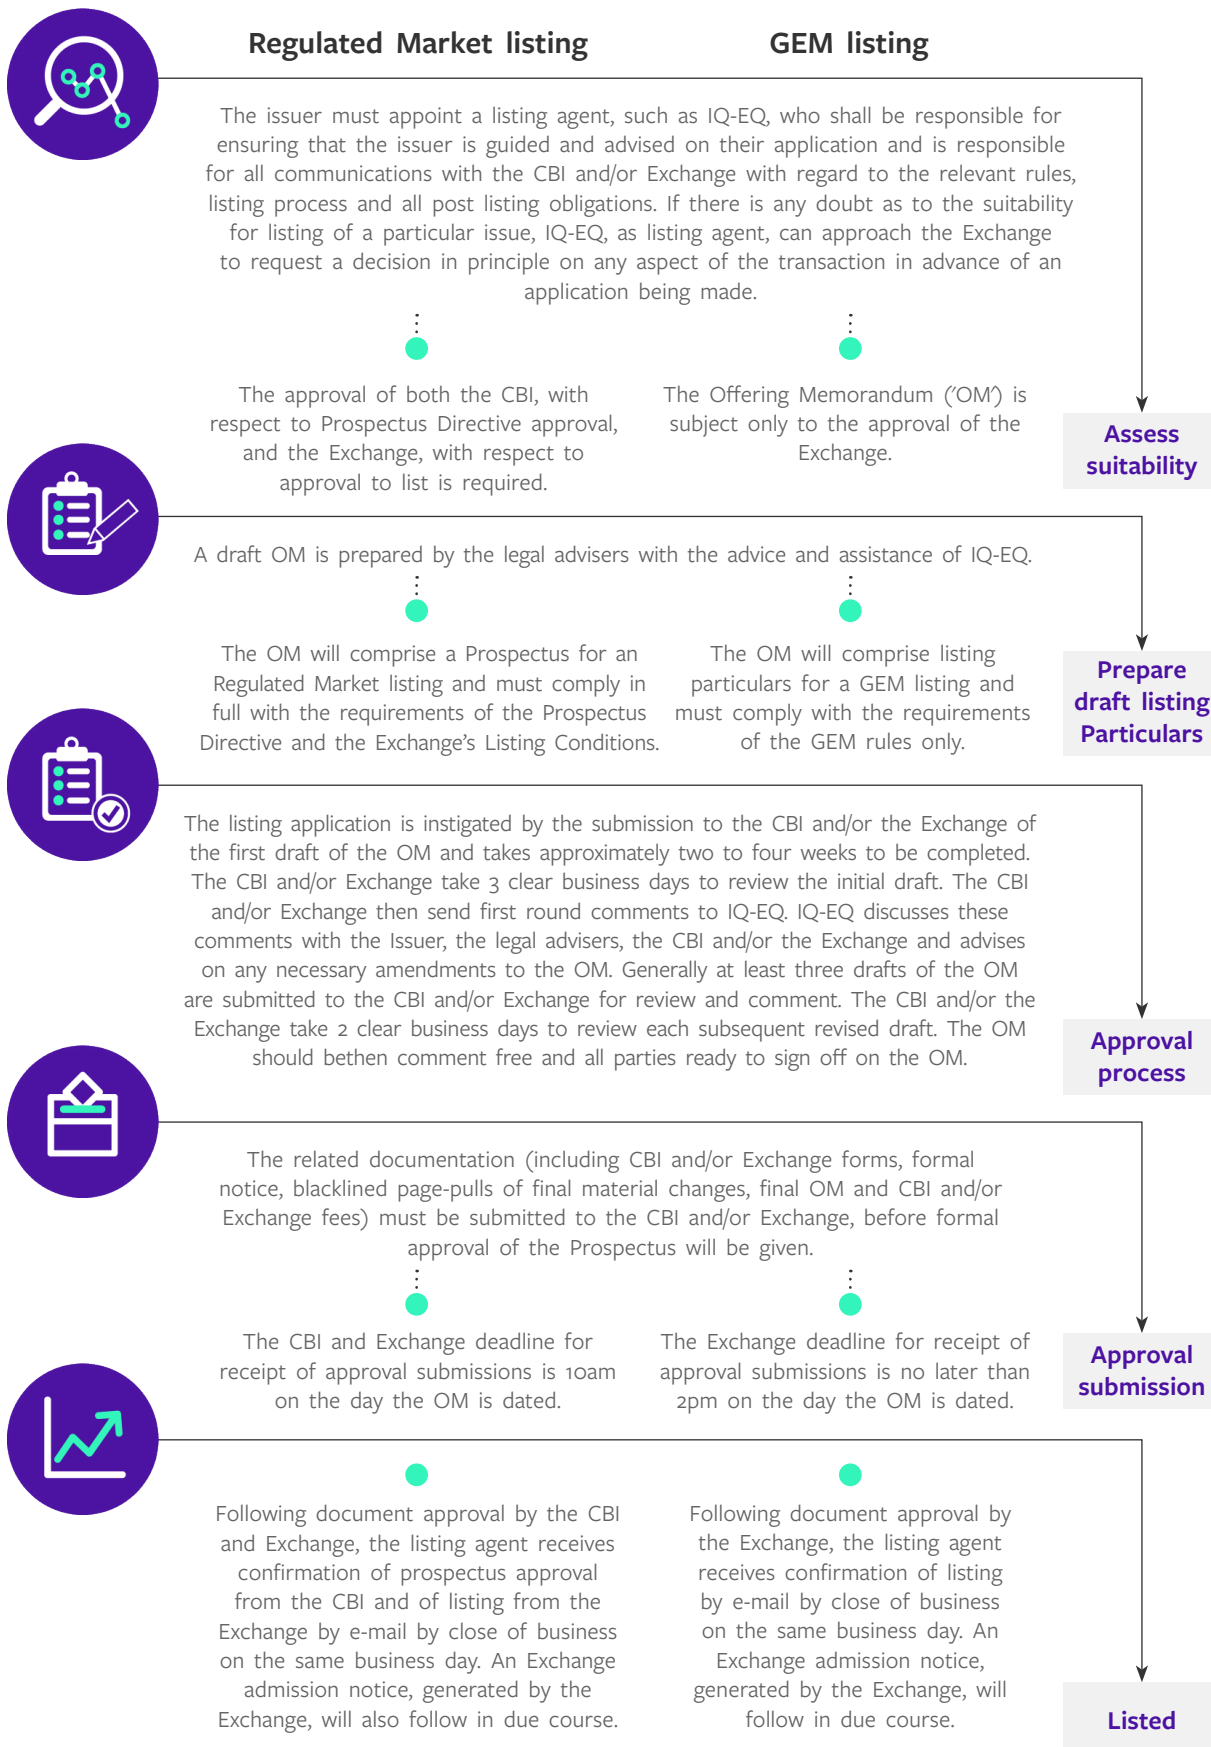 Regulated Market listing
GEM listing
The issuer must appoint a listing agent, such as IQ-EQ, who shall be responsible for
ensuring that the issuer is guided and advised on their application and is responsible
for all communications with the CBI and/or Exchange with regard to the relevant rules,
listing process and all post listing obligations. If there is any doubt as to the suitability
for listing of a particular issue, IQ-EQ, as listing agent, can approach the Exchange
to request a decision in principle on any aspect of the transaction in advance of an
application being made.
The approval of both the CBI, with
respect to Prospectus Directive approval,
and the Exchange, with respect to
approval to list is required.
The Offering Memorandum ('OM') is
subject only to the approval of the
Exchange.
Assess
suitability
A draft OM is prepared by the legal advisers with the advice and assistance of IQ-EQ.
The OM will comprise a Prospectus for an
Regulated Market listing and must comply in
full with the requirements of the Prospectus
Directive and the Exchange's Listing Conditions.
The OM will comprise listing
particulars for a GEM listing and
must comply with the requirements
of the GEM rules only.
Prepare
draft listing
Particulars
The listing application is instigated by the submission to the CBI and/or the Exchange of
the first draft of the OM and takes approximately two to four weeks to be completed.
The CBI and/or Exchange take 3 clear business days to review the initial draft. The CBI
and/or Exchange then send first round comments to IQ-EQ. IQ-EQ discusses these
comments with the Issuer, the legal advisers, the CBI and/or the Exchange and advises
on any necessary amendments to the OM. Generally at least three drafts of the OM
are submitted to the CBI and/or Exchange for review and comment. The CBI and/or the
Exchange take 2 clear business days to review each subsequent revised draft. The OM
should bethen comment free and all parties ready to sign off on the OM.
Approval
process
The related documentation (including CBI and/or Exchange forms, formal
notice, blacklined page-pulls of final material changes, final OM and CBI and/or
Exchange fees) must be submitted to the CBI and/or Exchange, before formal
approval of the Prospectus will be given.
The CBI and Exchange deadline for
receipt of approval submissions is 10am
on the day the OM is dated.
The Exchange deadline for receipt of
approval submissions is no later than
2pm on the day the OM is dated.
Approval
submission
Following document approval by the CBI
and Exchange, the listing agent receives
confirmation of prospectus approval
from the CBI and of listing from the
Exchange by e-mail by close of business
on the same business day. An Exchange
admission notice, generated by the
Exchange, will also follow in due course.
Following document approval by
the Exchange, the listing agent
receives confirmation of listing
by e-mail by close of business
on the same business day. An
Exchange admission notice,
generated by the Exchange, will
follow in due course.
Listed